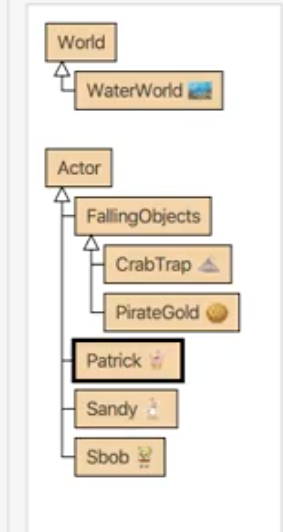 World
WaterWorld
Actor
FallingObjects
CrabTrap
PirateGold
Patrick
Sandy
Sbob